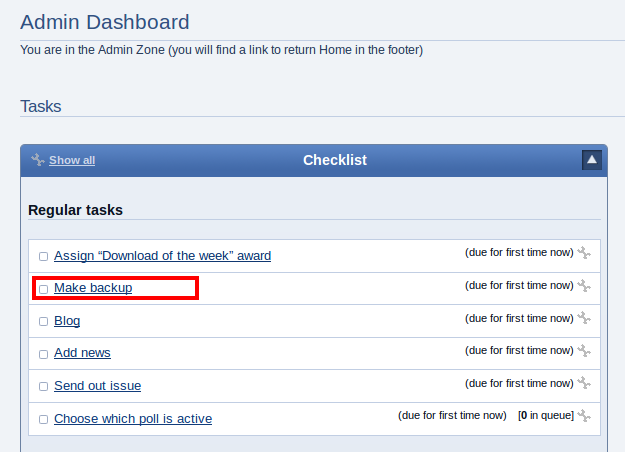 Admin Dashboard
You are in the Admin Zone (you will find a link to return Home in the footer)
Tasks
Show all Checklist
Regular tasks
Assign “Download of the week” award (due for first time now)
Make backup (due for first time now)
Blog (due for first time now)
Add news (due for first time now)
Send out issue (due for first time now)
Choose which poll is active (due for first time now) [0 in queue]